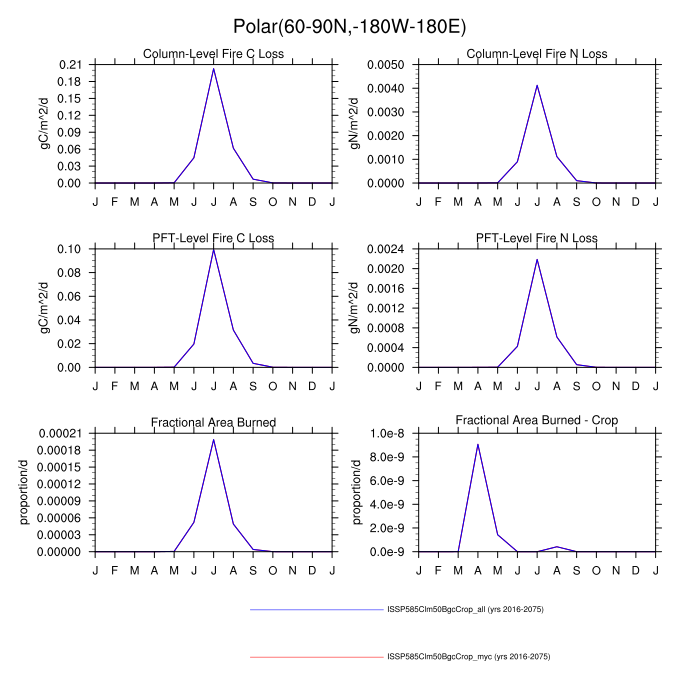 Polar(60-90N,-180W-180E)
Column-Level Fire C Loss
gC/m^2/d
0.21
0.18
0.15
0.12
0.09
0.06
0.03
0.00
J F M A M J J A S O N D J
Column-Level Fire N Loss
gN/m^2/d
0.0050
0.0040
0.0030
0.0020
0.0010
0.0000
J F M A M J J A S O N D J
PFT-Level Fire C Loss
gC/m^2/d
0.10
0.08
0.06
0.04
0.02
0.00
J F M A M J J A S O N D J
PFT-Level Fire N Loss
gN/m^2/d
0.0024
0.0020
0.0016
0.0012
0.0008
0.0004
0.0000
J F M A M J J A S O N D J
Fractional Area Burned
proportion/d
0.00021
0.00018
0.00015
0.00012
0.00009
0.00006
0.00003
0.00000
J F M A M J J A S O N D J
Fractional Area Burned - Crop
proportion/d
1.0e-8
8.0e-9
6.0e-9
4.0e-9
2.0e-9
0.0e-9
J F M A M J J A S O N D J
ISSP585Clm50BgcCrop_all (yrs 2016-2075)
ISSP585Clm50BgcCrop_myc (yrs 2016-2075)